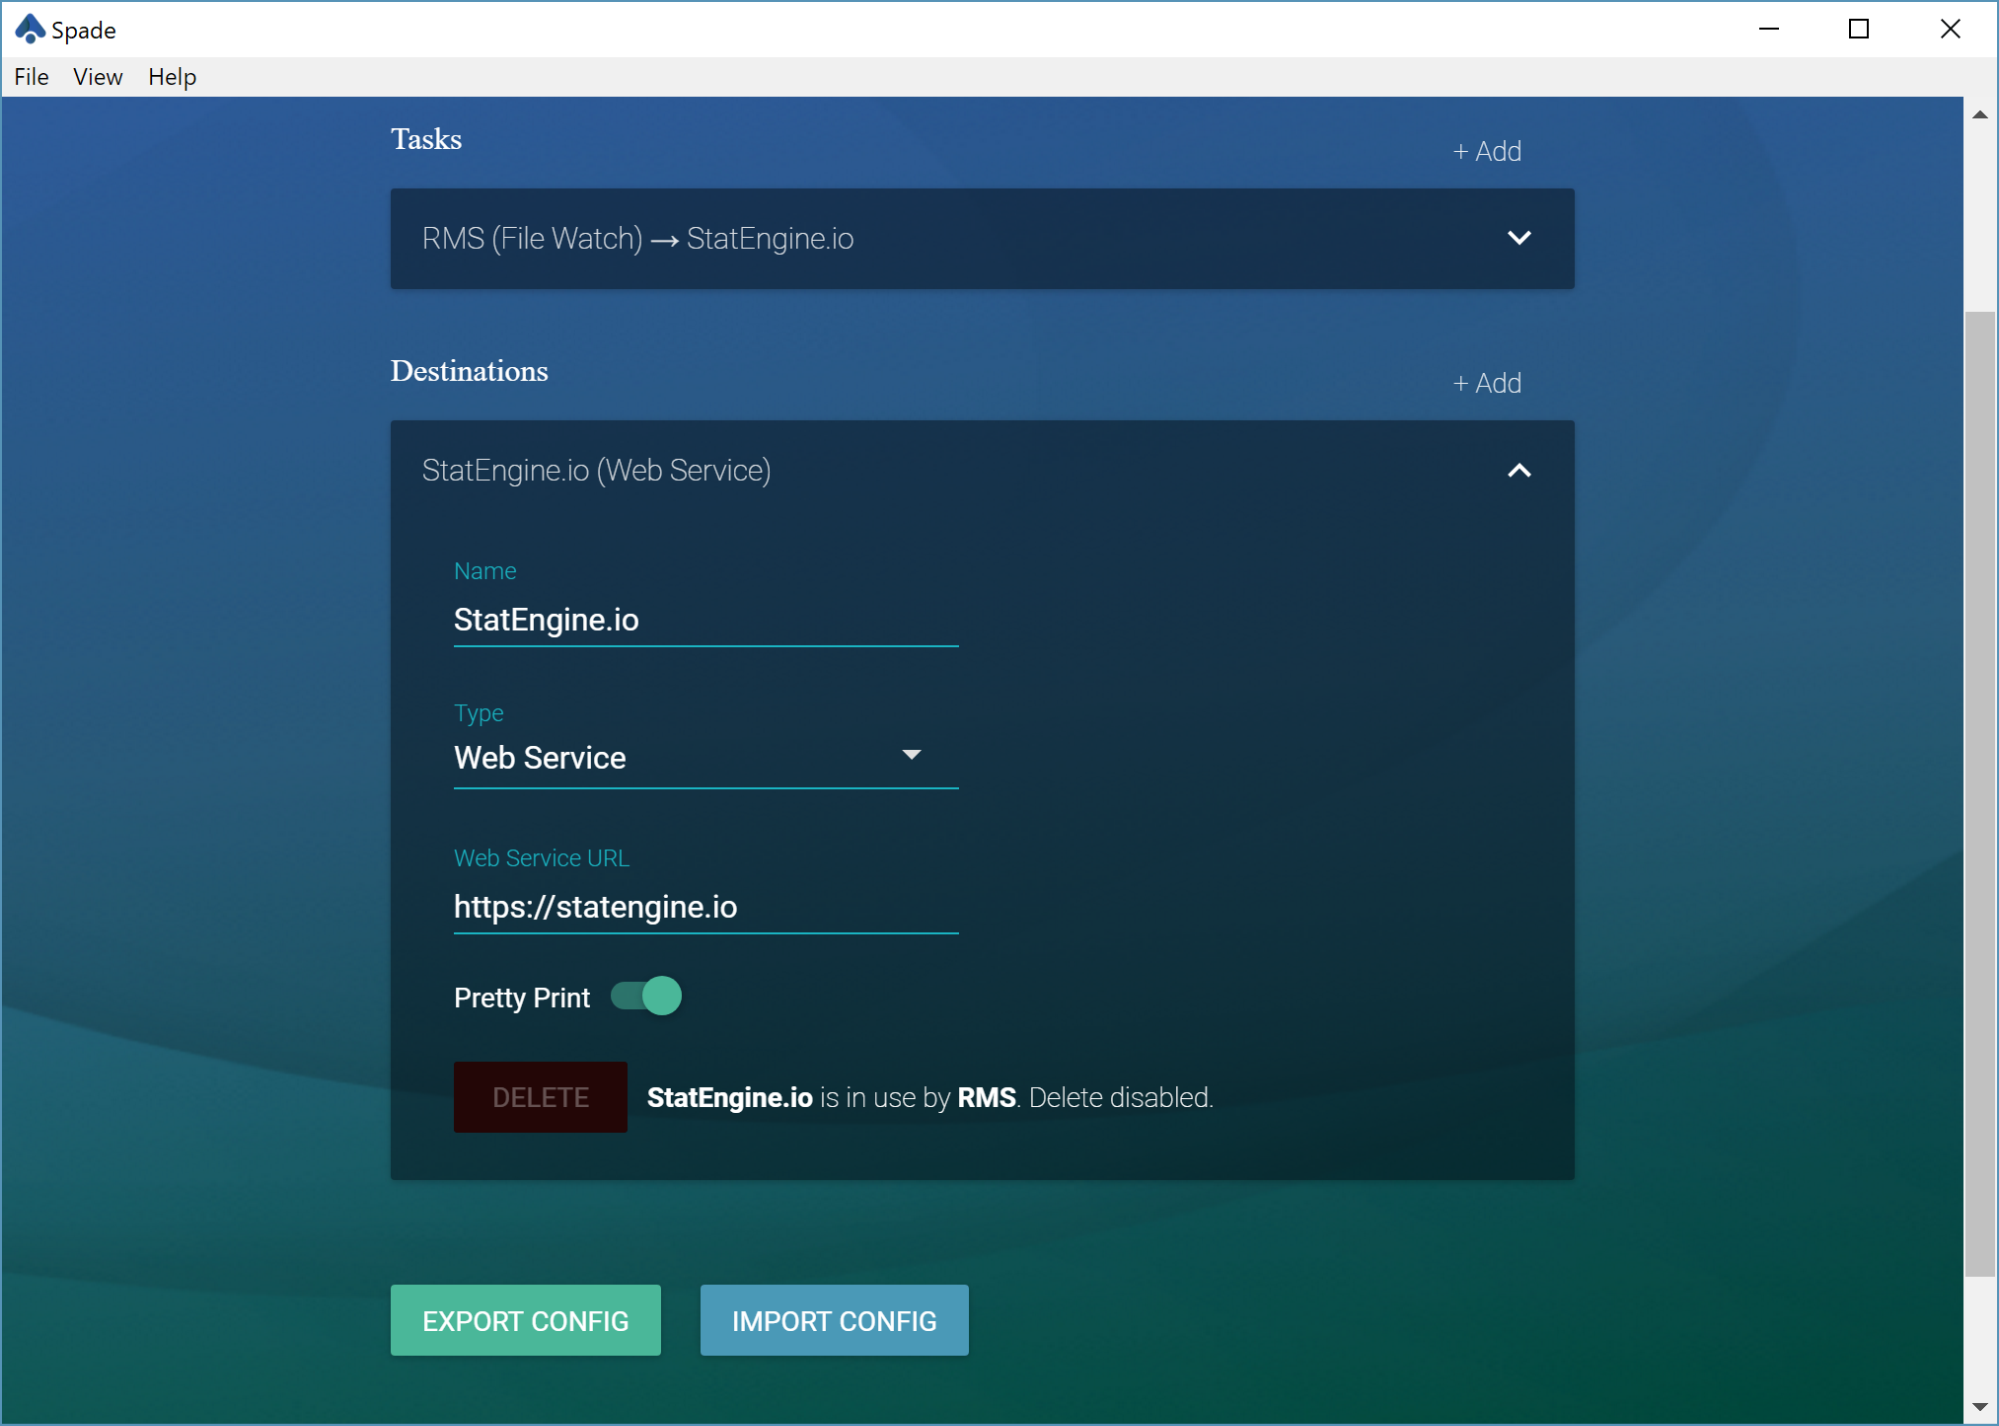 Spade
File View Help
Tasks
+ Add
RMS (File Watch) → StatEngine.io
Destinations
+ Add
StatEngine.io (Web Service)
Name
StatEngine.io
Type
Web Service
Web Service URL
https://statengine.io
Pretty Print
DELETE StatEngine.io is in use by RMS. Delete disabled.
EXPORT CONFIG IMPORT CONFIG